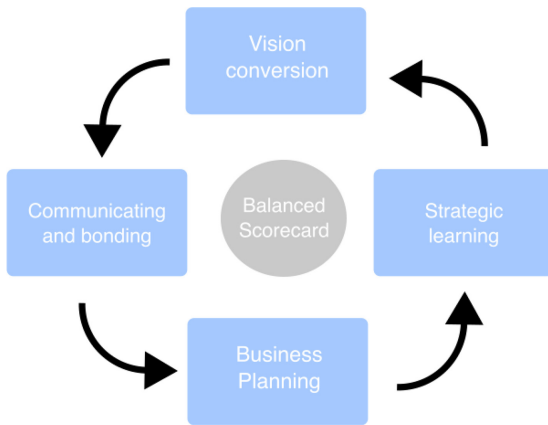 Vision
conversion
Communicating
and bonding
Balanced
Scorecard
Strategic
learning
Business
Planning